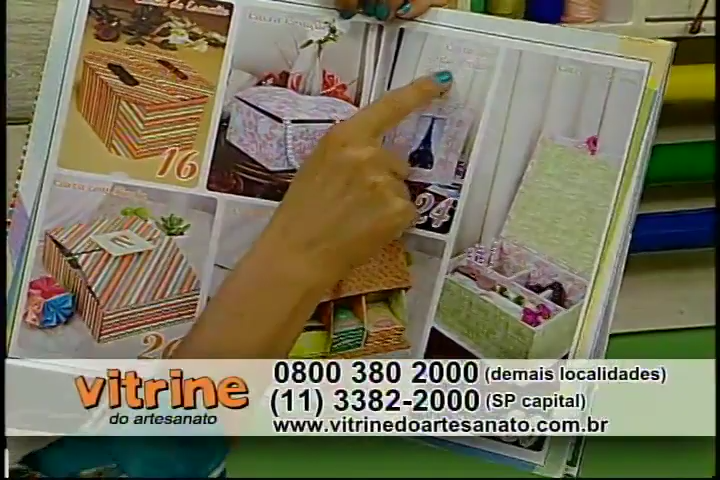 16
24
vitrine
do artesanato
0800 380 2000 (demais localidades)
(11) 3382-2000 (SP capital)
www.vitrinedoartesanato.com.br